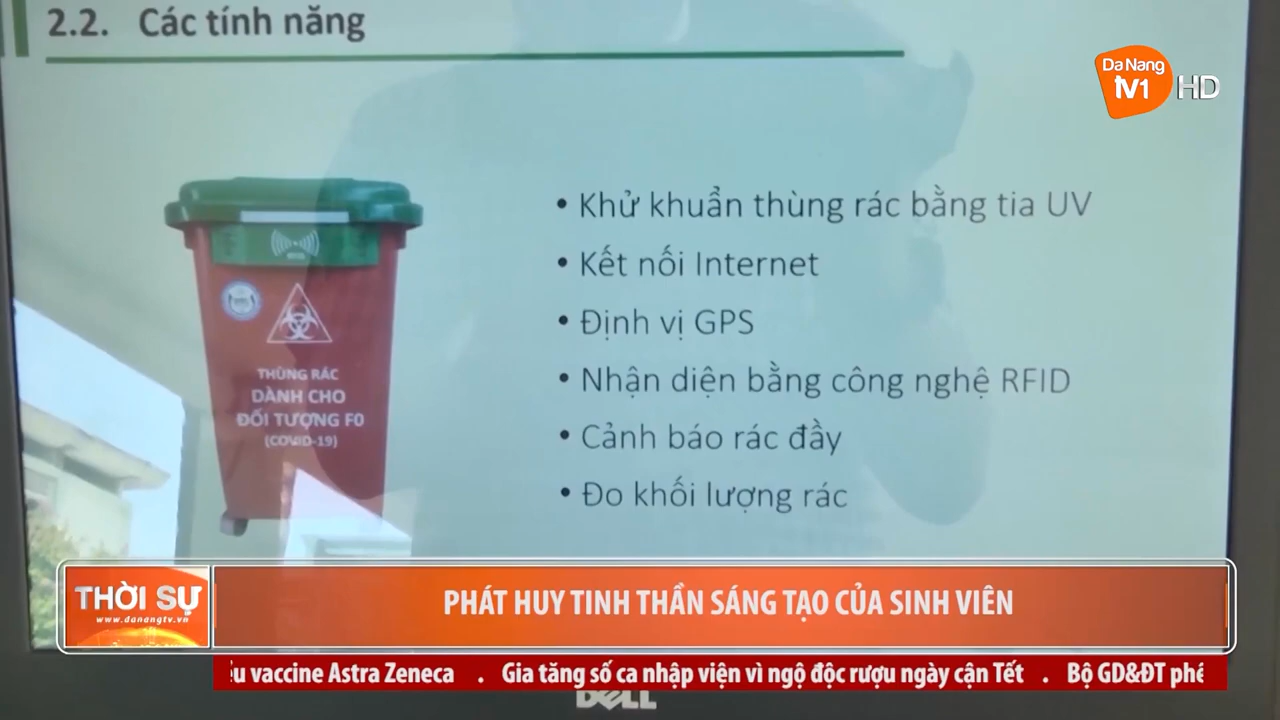 2.2. Các tính năng
Da Nang
TV1 HD
• Khử khuẩn thùng rác bằng tia UV
• Kết nối Internet
• Định vị GPS
• Nhận diện bằng công nghệ RFID
• Cảnh báo rác đầy
• Đo khối lượng rác
THÙNG RÁC
DÀNH CHO
ĐỐI TƯỢNG F0
(COVID-19)
THỜI SỰ
www.danangtv.vn
PHÁT HUY TINH THẦN SÁNG TẠO CỦA SINH VIÊN
vaccine Astra Zeneca . Gia tăng số ca nhập viện vì ngộ độc rượu ngày cận Tết . Bộ GD&ĐT
DELL